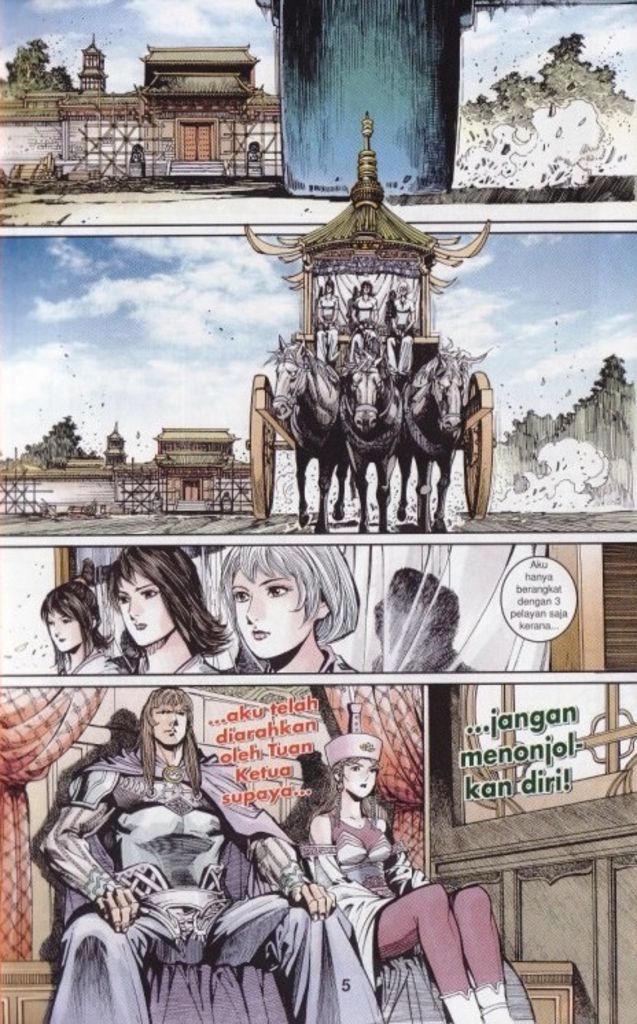 Aku
hanya
berangkat
dengan 3
pelayan saja
kerana...
...aku telah
diarahkan
oleh Tuan
Ketua
supaya...
...jangan
menonjol-
kan diri!
5